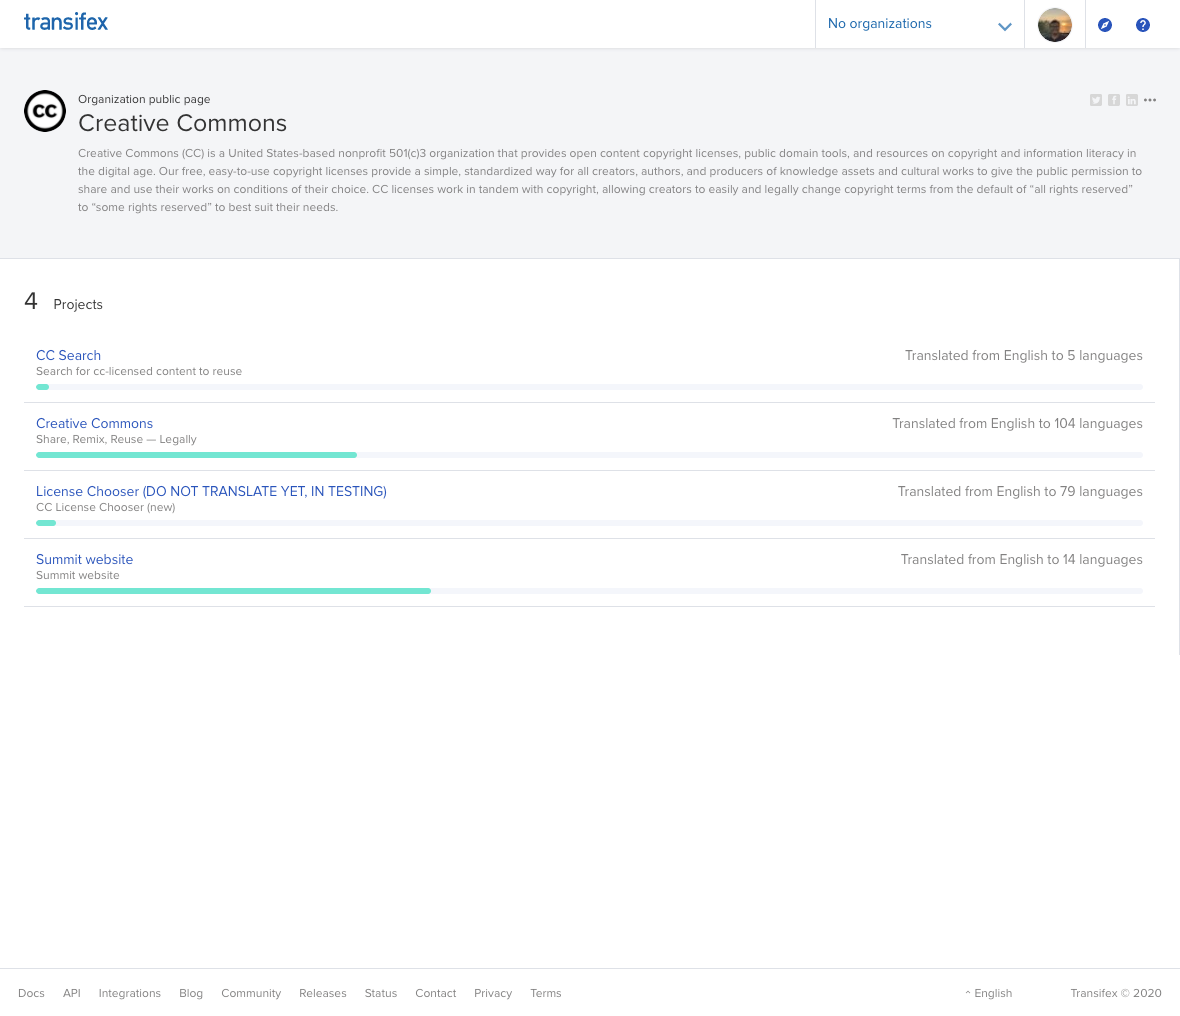 transifex
No organizations
Organization public page
Creative Commons
Creative Commons (CC) is a United States-based nonprofit 501(c)3 organization that provides open content copyright licenses, public domain tools, and resources on copyright and information literacy in
the digital age. Our free, easy-to-use copyright licenses provide a simple, standardized way for all creators, authors, and producers of knowledge assets and cultural works to give the public permission to
share and use their works on conditions of their choice. CC licenses work in tandem with copyright, allowing creators to easily and legally change copyright terms from the default of “all rights reserved”
to “some rights reserved” to best suit their needs.
4 Projects
CC Search Translated from English to 5 languages
Search for cc-licensed content to reuse
Creative Commons Translated from English to 104 languages
Share, Remix, Reuse — Legally
License Chooser (DO NOT TRANSLATE YET, IN TESTING) Translated from English to 79 languages
CC License Chooser (new)
Summit website Translated from English to 14 languages
Summit website
Docs API Integrations Blog Community Releases Status Contact Privacy Terms ^ English Transifex © 2020